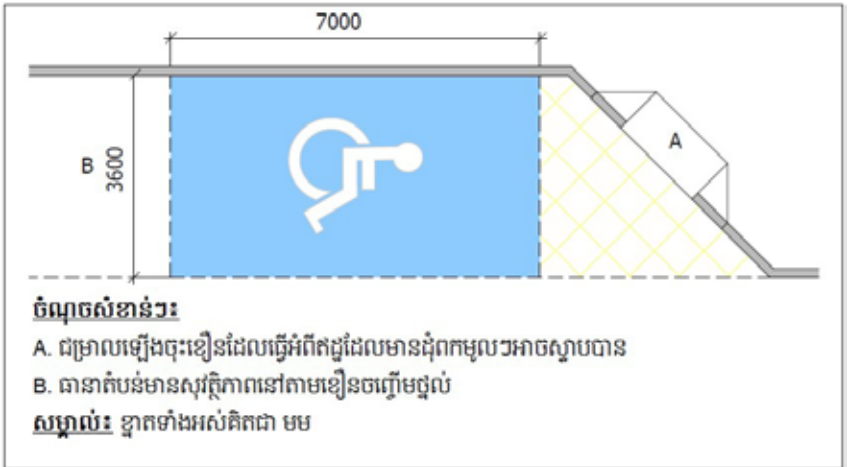 7000
A
B
3600
ចំណុចសំខាន់ៗ៖
A. ជម្រាលឡើងចុះខឿនដែលធ្វើអំពីឥដ្ឋដែលមានដុំពកមូលៗអាចស្ទាបបាន
B. ធានាតំបន់មានសុវត្ថិភាពនៅតាមខឿនចញ្ចើមថ្នល់
សម្គាល់៖ ខ្នាតទាំងអស់គិតជា មម